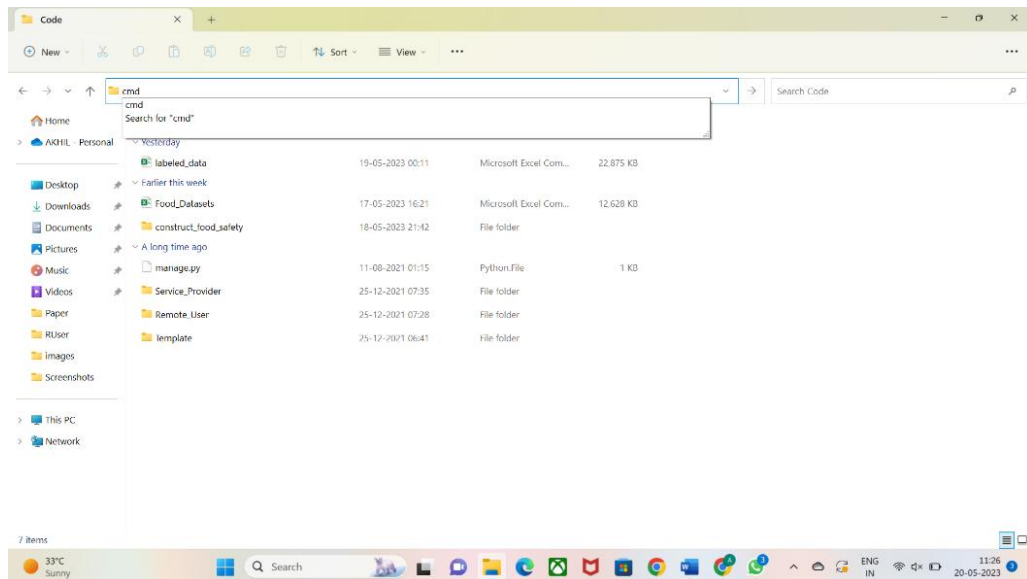 Code
New
Sort
View
cmd
Search Code
cmd
Search for "cmd"
Home
AKHIL - Personal
Desktop
Downloads
Documents
Pictures
Music
Videos
Paper
RUser
images
Screenshots
This PC
Network
Yesterday
labeled_data 19-05-2023 00:11 Microsoft Excel Com... 22,875 KB
Earlier this week
Food_Datasets 17-05-2023 16:21 Microsoft Excel Com... 12,628 KB
construct_food_safety 18-05-2023 21:42 File folder
A long time ago
manage.py 11-08-2021 01:15 Python.File 1 KB
Service_Provider 25-12-2021 07:35 File folder
Remote_User 25-12-2021 07:28 File folder
Template 25-12-2021 06:41 File folder
7 items
33°C
Sunny
Search
ENG
IN
11:26
20-05-2023